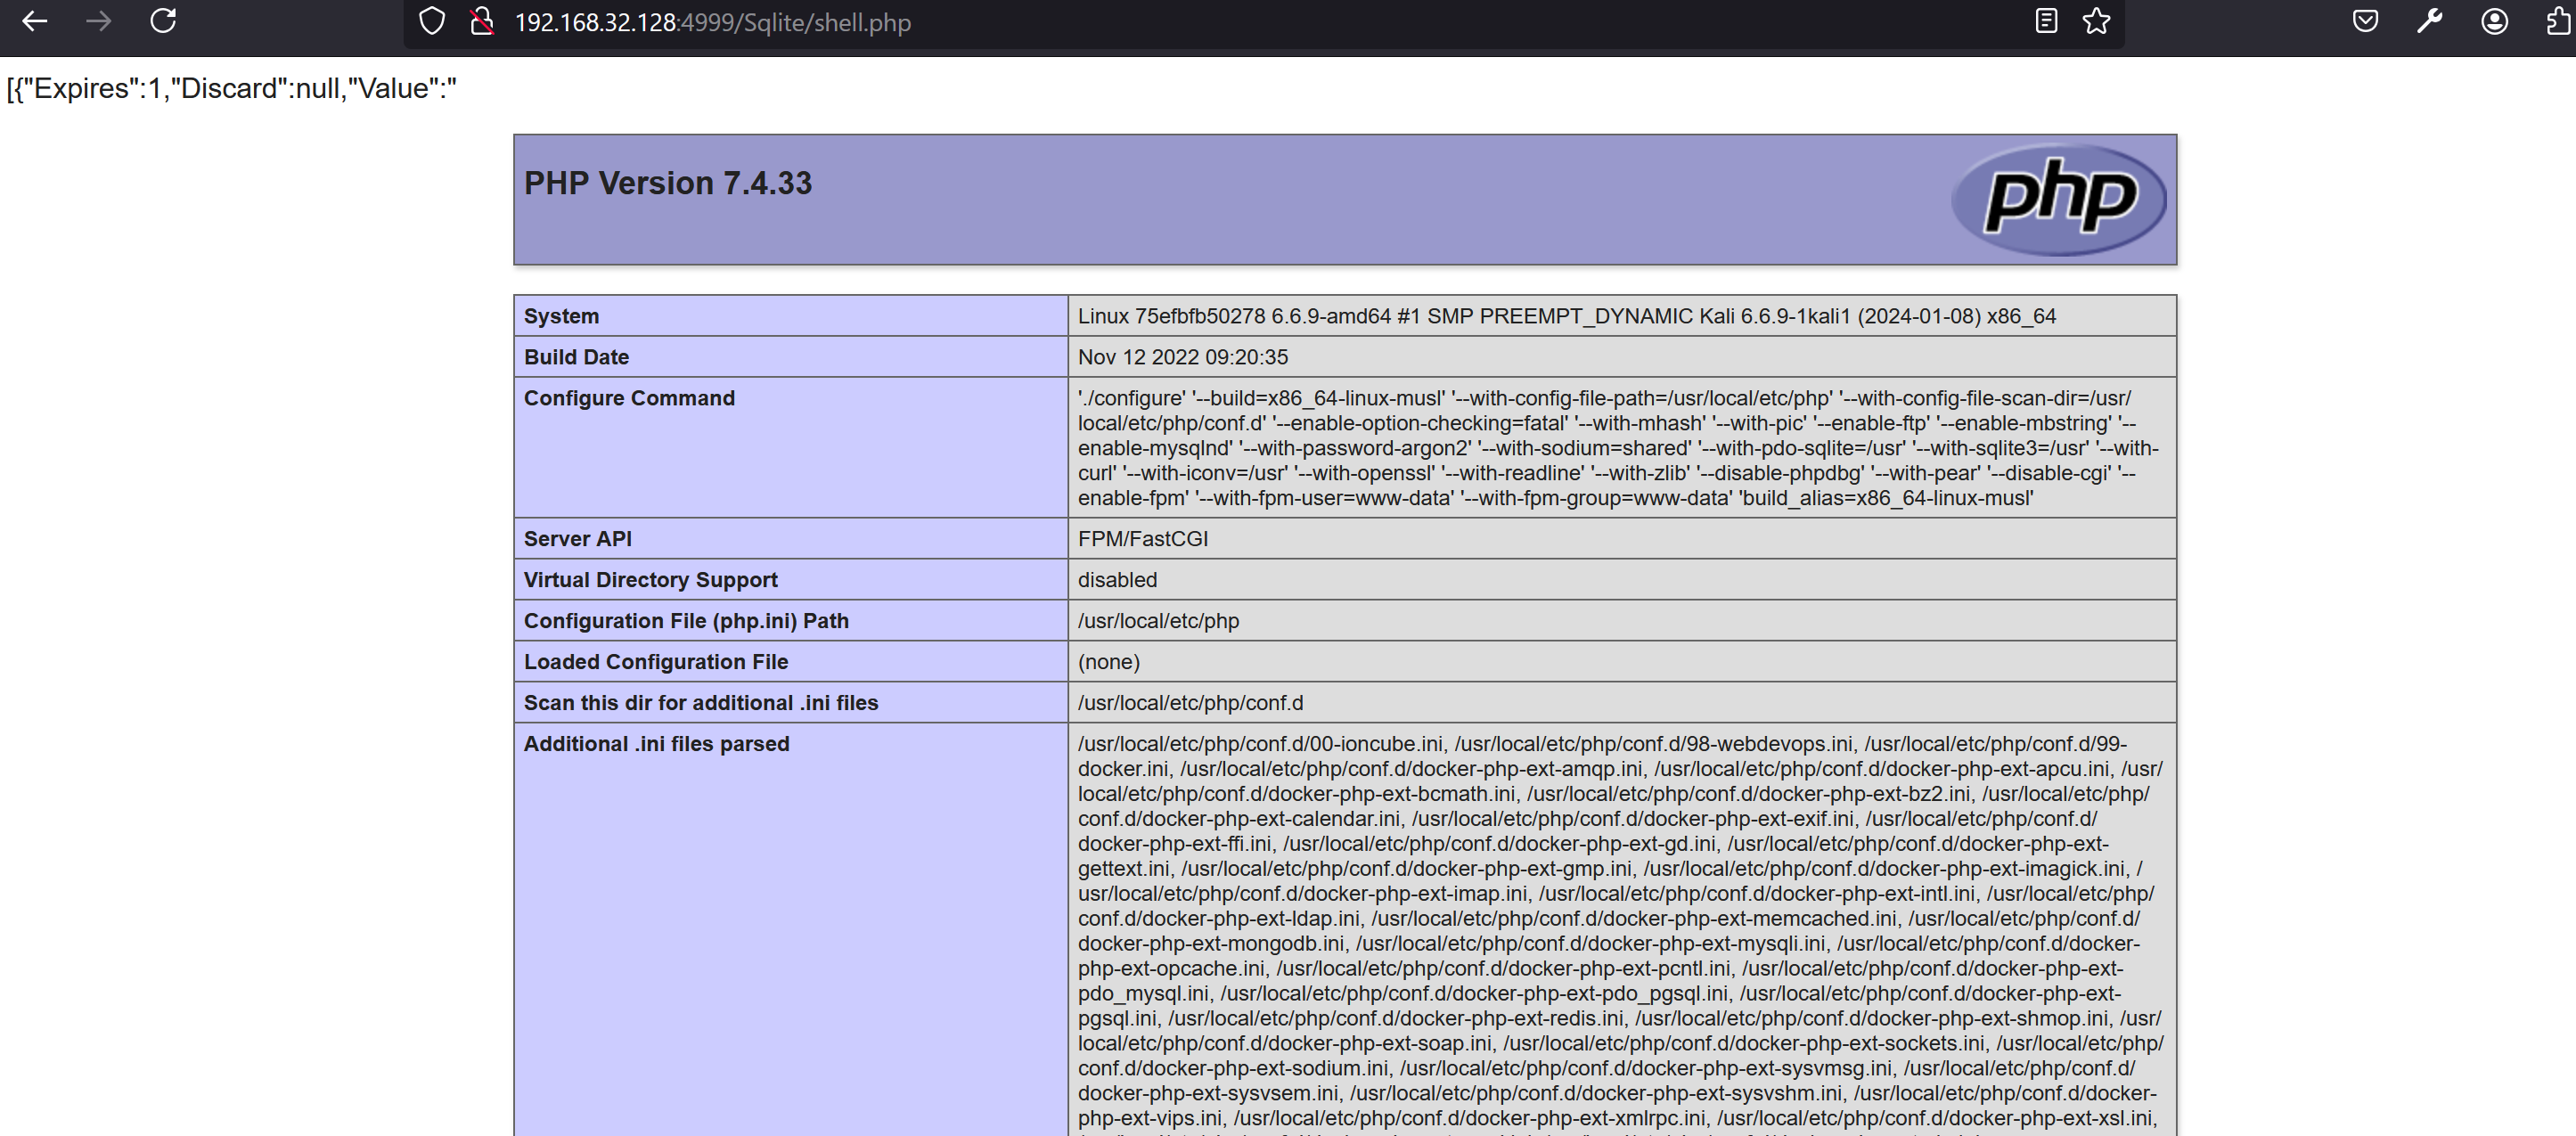 192.168.32.128:4999/Sqlite/shell.php
[{"Expires":1,"Discard":null,"Value":"
PHP Version 7.4.33
php
System
Linux 75efbfb50278 6.6.9-amd64 #1 SMP PREEMPT_DYNAMIC Kali 6.6.9-1kali1 (2024-01-08) x86_64
Build Date
Nov 12 2022 09:20:35
Configure Command
'./configure' '--build=x86_64-linux-musl' '--with-config-file-path=/usr/local/etc/php' '--with-config-file-scan-dir=/usr/
local/etc/php/conf.d' '--enable-option-checking=fatal' '--with-mhash' '--with-pic' '--enable-ftp' '--enable-mbstring' '--
enable-mysqlnd' '--with-password-argon2' '--with-sodium=shared' '--with-pdo-sqlite=/usr' '--with-sqlite3=/usr' '--with-
curl' '--with-iconv=/usr' '--with-openssl' '--with-readline' '--with-zlib' '--disable-phpdbg' '--with-pear' '--disable-cgi' '--
enable-fpm' '--with-fpm-user=www-data' '--with-fpm-group=www-data' 'build_alias=x86_64-linux-musl'
Server API
FPM/FastCGI
Virtual Directory Support
disabled
Configuration File (php.ini) Path
/usr/local/etc/php
Loaded Configuration File
(none)
Scan this dir for additional .ini files
/usr/local/etc/php/conf.d
Additional .ini files parsed
/usr/local/etc/php/conf.d/00-ioncube.ini, /usr/local/etc/php/conf.d/98-webdevops.ini, /usr/local/etc/php/conf.d/99-
docker.ini, /usr/local/etc/php/conf.d/docker-php-ext-amqp.ini, /usr/local/etc/php/conf.d/docker-php-ext-apcu.ini, /usr/
local/etc/php/conf.d/docker-php-ext-bcmath.ini, /usr/local/etc/php/conf.d/docker-php-ext-bz2.ini, /usr/local/etc/php/
conf.d/docker-php-ext-calendar.ini, /usr/local/etc/php/conf.d/docker-php-ext-exif.ini, /usr/local/etc/php/conf.d/
docker-php-ext-ffi.ini, /usr/local/etc/php/conf.d/docker-php-ext-gd.ini, /usr/local/etc/php/conf.d/docker-php-ext-
gettext.ini, /usr/local/etc/php/conf.d/docker-php-ext-gmp.ini, /usr/local/etc/php/conf.d/docker-php-ext-imagick.ini, /
usr/local/etc/php/conf.d/docker-php-ext-imap.ini, /usr/local/etc/php/conf.d/docker-php-ext-intl.ini, /usr/local/etc/php/
conf.d/docker-php-ext-ldap.ini, /usr/local/etc/php/conf.d/docker-php-ext-memcached.ini, /usr/local/etc/php/conf.d/
docker-php-ext-mongodb.ini, /usr/local/etc/php/conf.d/docker-php-ext-mysqli.ini, /usr/local/etc/php/conf.d/docker-
php-ext-opcache.ini, /usr/local/etc/php/conf.d/docker-php-ext-pcntl.ini, /usr/local/etc/php/conf.d/docker-php-ext-
pdo_mysql.ini, /usr/local/etc/php/conf.d/docker-php-ext-pdo_pgsql.ini, /usr/local/etc/php/conf.d/docker-php-ext-
pgsql.ini, /usr/local/etc/php/conf.d/docker-php-ext-redis.ini, /usr/local/etc/php/conf.d/docker-php-ext-shmop.ini, /usr/
local/etc/php/conf.d/docker-php-ext-soap.ini, /usr/local/etc/php/conf.d/docker-php-ext-sockets.ini, /usr/local/etc/php/
conf.d/docker-php-ext-sodium.ini, /usr/local/etc/php/conf.d/docker-php-ext-sysvmsg.ini, /usr/local/etc/php/conf.d/
docker-php-ext-sysvsem.ini, /usr/local/etc/php/conf.d/docker-php-ext-sysvshm.ini, /usr/local/etc/php/conf.d/docker-
php-ext-vips.ini, /usr/local/etc/php/conf.d/docker-php-ext-xmlrpc.ini, /usr/local/etc/php/conf.d/docker-php-ext-xsl.ini,